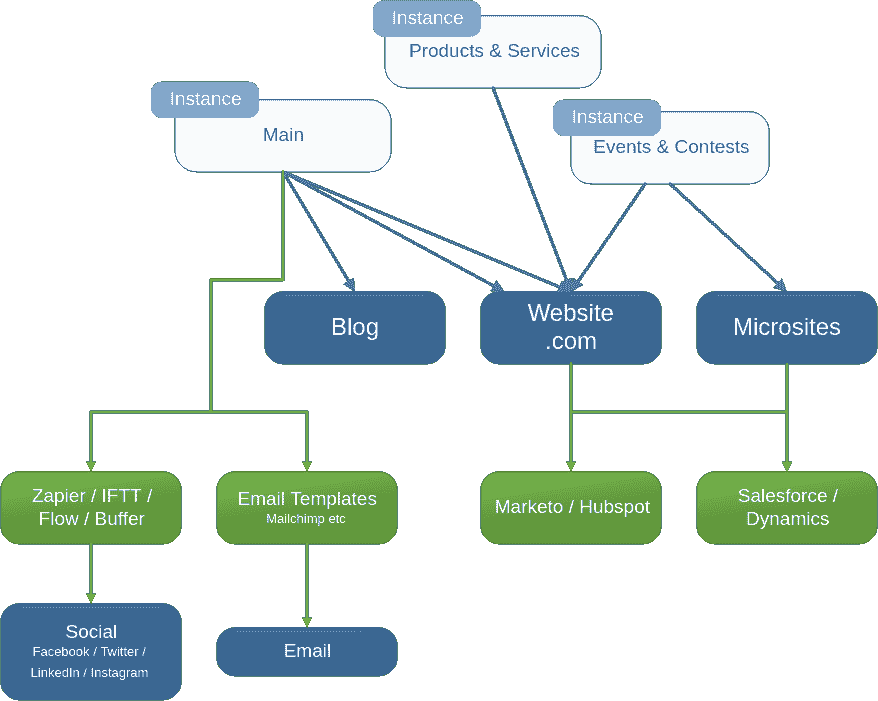 Instance
Products & Services
Instance
Main
Instance
Events & Contests
Blog
Website
.com
Microsites
Zapier / IFTT /
Flow / Buffer
Email Templates
Mailchimp etc
Marketo / Hubspot
Salesforce /
Dynamics
Social
Facebook / Twitter /
LinkedIn / Instagram
Email